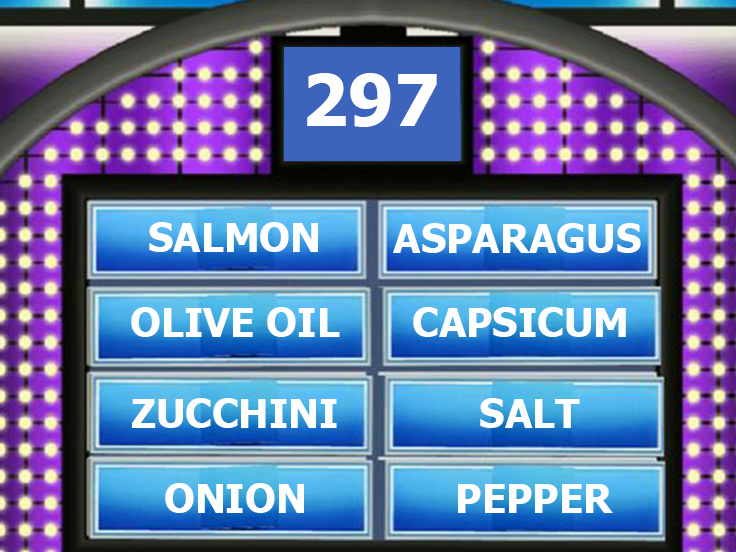 297
SALMON
ASPARAGUS
OLIVE OIL
CAPSICUM
ZUCCHINI
SALT
ONION
PEPPER